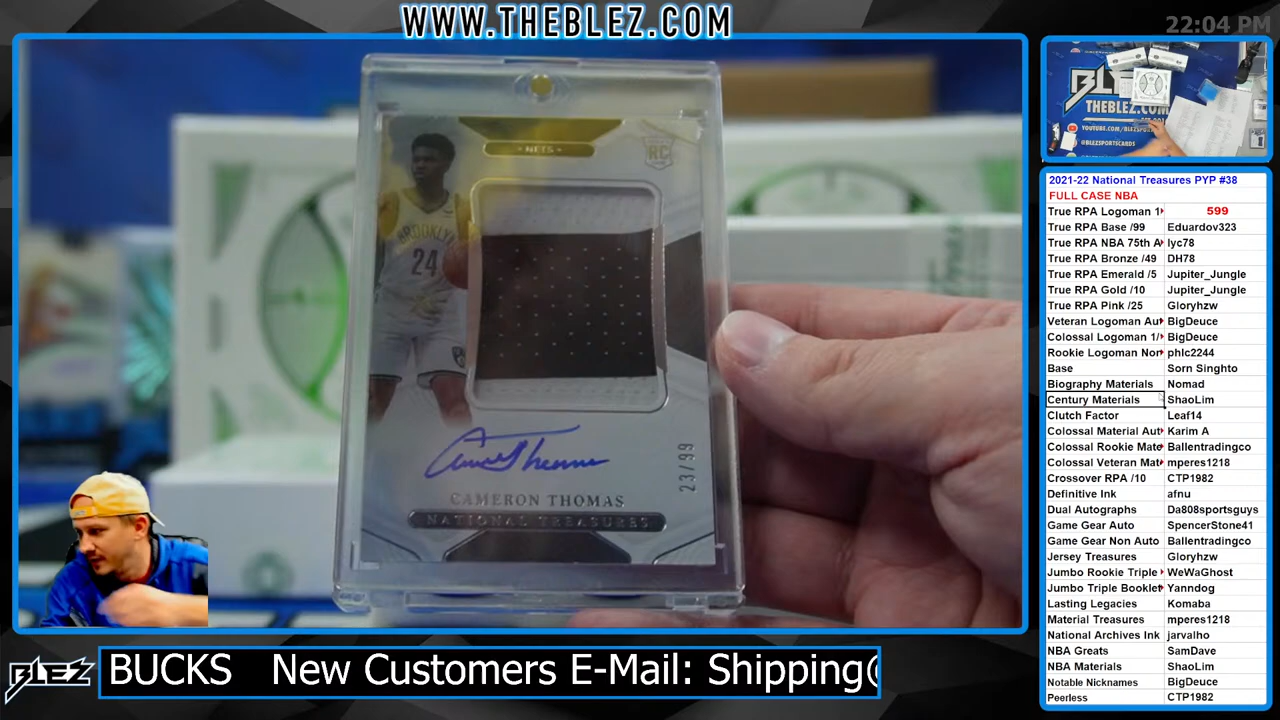 WWW.THEBLEZ.COM
22:04 PM
NETS
RC
BROOKLYN
24
CAMERON THOMAS
NATIONAL TREASURES
23/99
BLEZ
THEBLEZ.COM
YOUTUBE.COM/BLEZSPORTSCARDS
@BLEZSPORTSCARDS
2021-22 National Treasures PYP #38
FULL CASE NBA
True RPA Logoman 1 599
True RPA Base /99 Eduardov323
True RPA NBA 75th A lyc78
True RPA Bronze /49 DH78
True RPA Emerald /5 Jupiter_Jungle
True RPA Gold /10 Jupiter_Jungle
True RPA Pink /25 Gloryhzw
Veteran Logoman Au BigDeuce
Colossal Logoman 1/ BigDeuce
Rookie Logoman Non phlc2244
Base Sorn Singhto
Biography Materials Nomad
Century Materials ShaoLim
Clutch Factor Leaf14
Colossal Material Aut Karim A
Colossal Rookie Mate Ballentradingco
Colossal Veteran Mat mperes1218
Crossover RPA /10 CTP1982
Definitive Ink afnu
Dual Autographs Da808sportsguys
Game Gear Auto SpencerStone41
Game Gear Non Auto Ballentradingco
Jersey Treasures Gloryhzw
Jumbo Rookie Triple WeWaGhost
Jumbo Triple Booklet Yanndog
Lasting Legacies Komaba
Material Treasures mperes1218
National Archives Ink jarvalho
NBA Greats SamDave
NBA Materials ShaoLim
Notable Nicknames BigDeuce
Peerless CTP1982
BLEZ
BUCKS New Customers E-Mail: Shipping@